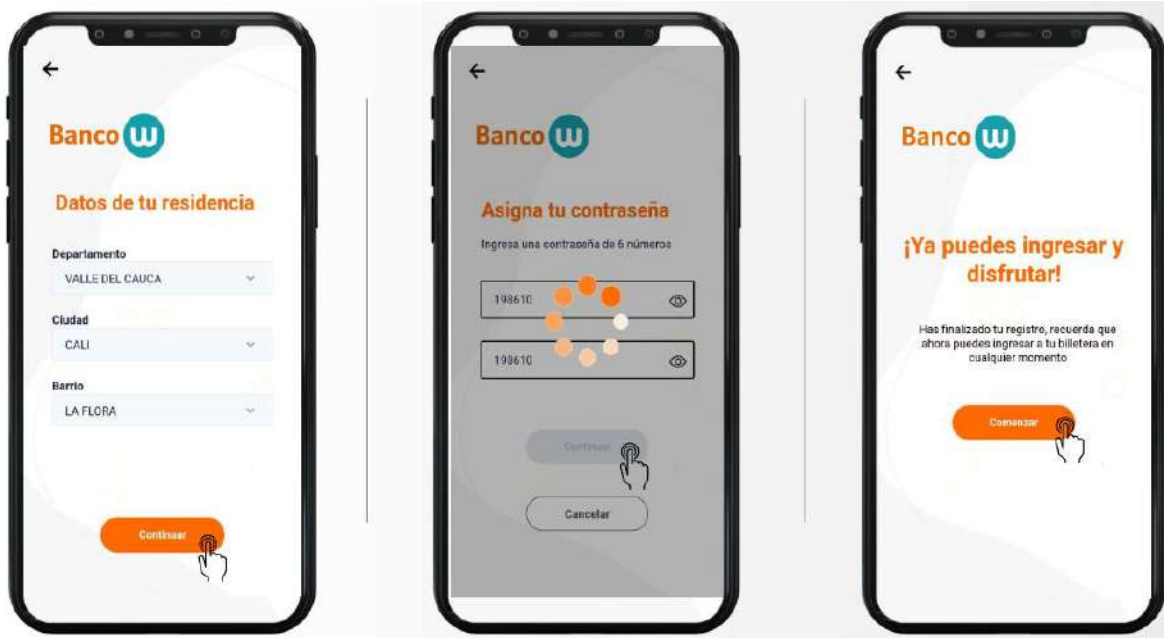 Banco W
Datos de tu residencia
Departamento
VALLE DEL CAUCA
Ciudad
CALI
Barrio
LA FLORA
Continuar
Banco W
Asigna tu contraseña
Ingresa una contraseña de 6 números
198610
198610
Continuar
Cancelar
Banco W
¡Ya puedes ingresar y
disfrutar!
Has finalizado tu registro, recuerda que
ahora puedes ingresar a tu billetera en
cualquier momento
Comenzar